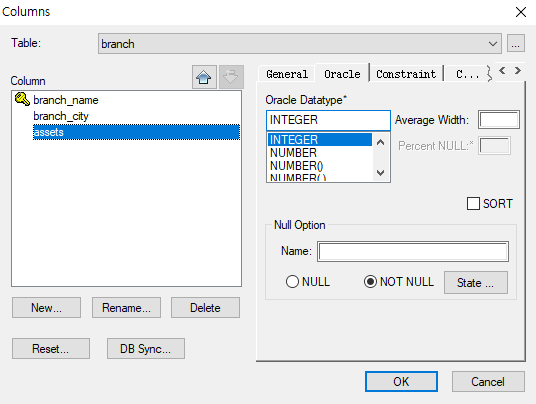 Columns
Table: branch ...
Column
branch_name
branch_city
assets
New... Rename... Delete
Reset... DB Sync...
General Oracle Constraint C...
Oracle Datatype*
INTEGER Average Width:
INTEGER
NUMBER Percent NULL:*
NUMBER()
NUMBER(,)
SORT
Null Option
Name:
NULL NOT NULL State ...
OK Cancel